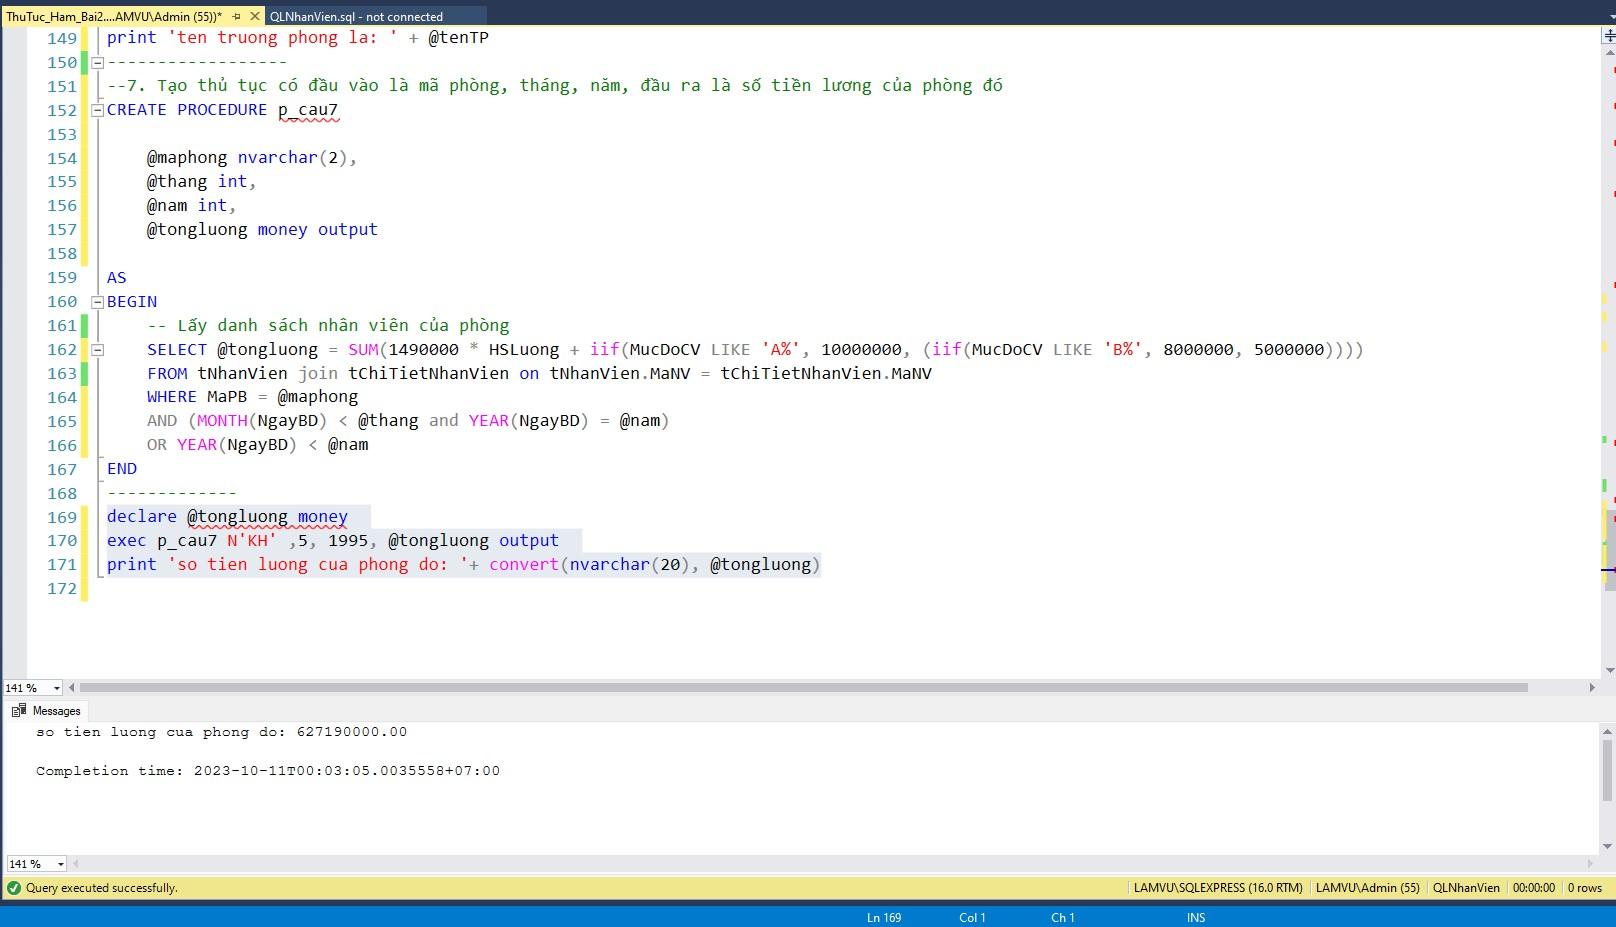 ThuTuc_Ham_Bai2....AMVU\Admin (55))* QLNhanVien.sql - not connected
149 print 'ten truong phong la: ' + @tenTP
150 ------------------
151 --7. Tạo thủ tục có đầu vào là mã phòng, tháng, năm, đầu ra là số tiền lương của phòng đó
152 CREATE PROCEDURE p_cau7
153
154 @maphong nvarchar(2),
155 @thang int,
156 @nam int,
157 @tongluong money output
158
159 AS
160 BEGIN
161 -- Lấy danh sách nhân viên của phòng
162 SELECT @tongluong = SUM(1490000 * HSLuong + iif(MucDoCV LIKE 'A%', 10000000, (iif(MucDoCV LIKE 'B%', 8000000, 5000000))))
163 FROM tNhanVien join tChiTietNhanVien on tNhanVien.MaNV = tChiTietNhanVien.MaNV
164 WHERE MaPB = @maphong
165 AND (MONTH(NgayBD) < @thang and YEAR(NgayBD) = @nam)
166 OR YEAR(NgayBD) < @nam
167 END
168 -------------
169 declare @tongluong money
170 exec p_cau7 N'KH' ,5, 1995, @tongluong output
171 print 'so tien luong cua phong do: '+ convert(nvarchar(20), @tongluong)
172
141 %
Messages
so tien luong cua phong do: 627190000.00
Completion time: 2023-10-11T00:03:05.0035558+07:00
141 %
Query executed successfully. LAMVU\SQLEXPRESS (16.0 RTM) LAMVU\Admin (55) QLNhanVien 00:00:00 0 rows
Ln 169 Col 1 Ch 1 INS